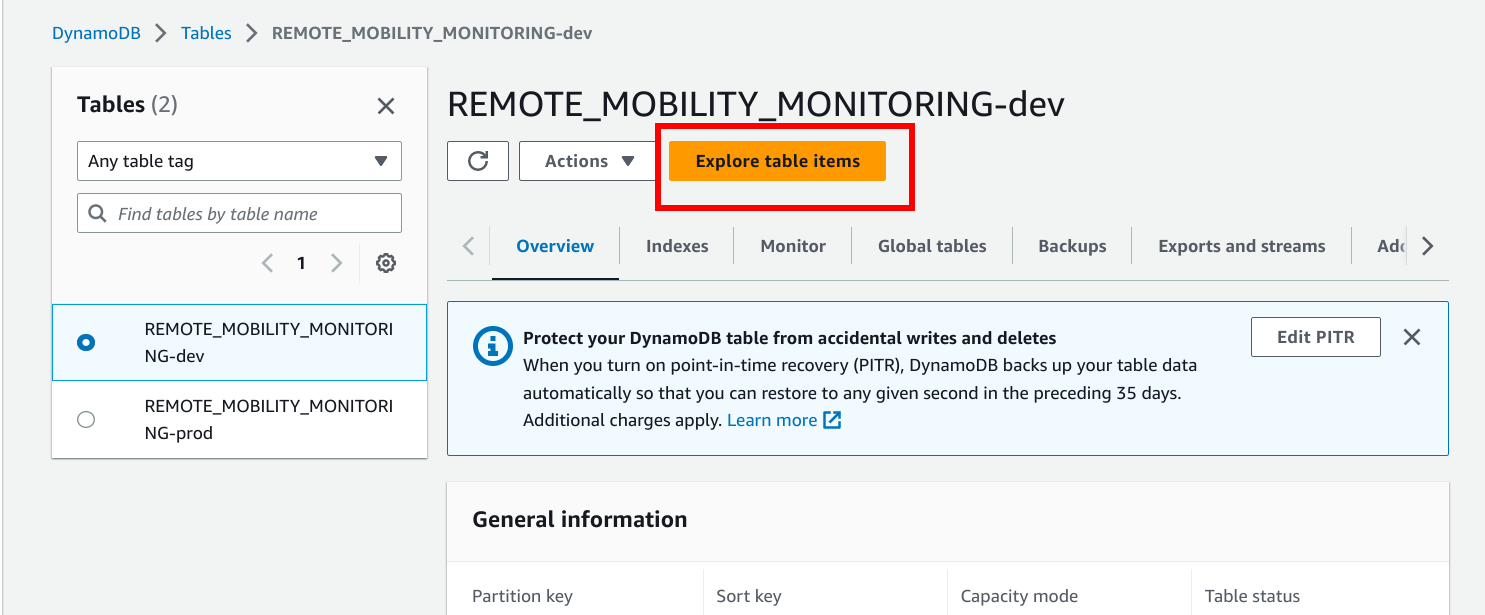 DynamoDB > Tables > REMOTE_MOBILITY_MONITORING-dev
Tables (2)
Any table tag
Find tables by table name
1
REMOTE_MOBILITY_MONITORI
NG-dev
REMOTE_MOBILITY_MONITORI
NG-prod
REMOTE_MOBILITY_MONITORING-dev
Actions
Explore table items
Overview
Indexes
Monitor
Global tables
Backups
Exports and streams
Protect your DynamoDB table from accidental writes and deletes
When you turn on point-in-time recovery (PITR), DynamoDB backs up your table data
automatically so that you can restore to any given second in the preceding 35 days.
Additional charges apply. Learn more
Edit PITR
General information
Partition key
Sort key
Capacity mode
Table status